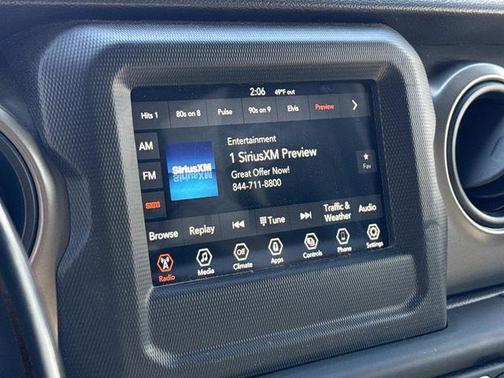 2:06 49°F out
Hits 1 80s on 8 Pulse 90s on 9 Elvis Preview
AM
FM
SXM
SiriusXM
Entertainment
1 SiriusXM Preview
Great Offer Now!
844-711-8800
Fav
Browse Replay Tune Traffic & Weather Audio
Off
Radio Media Climate Apps Controls Phone Settings